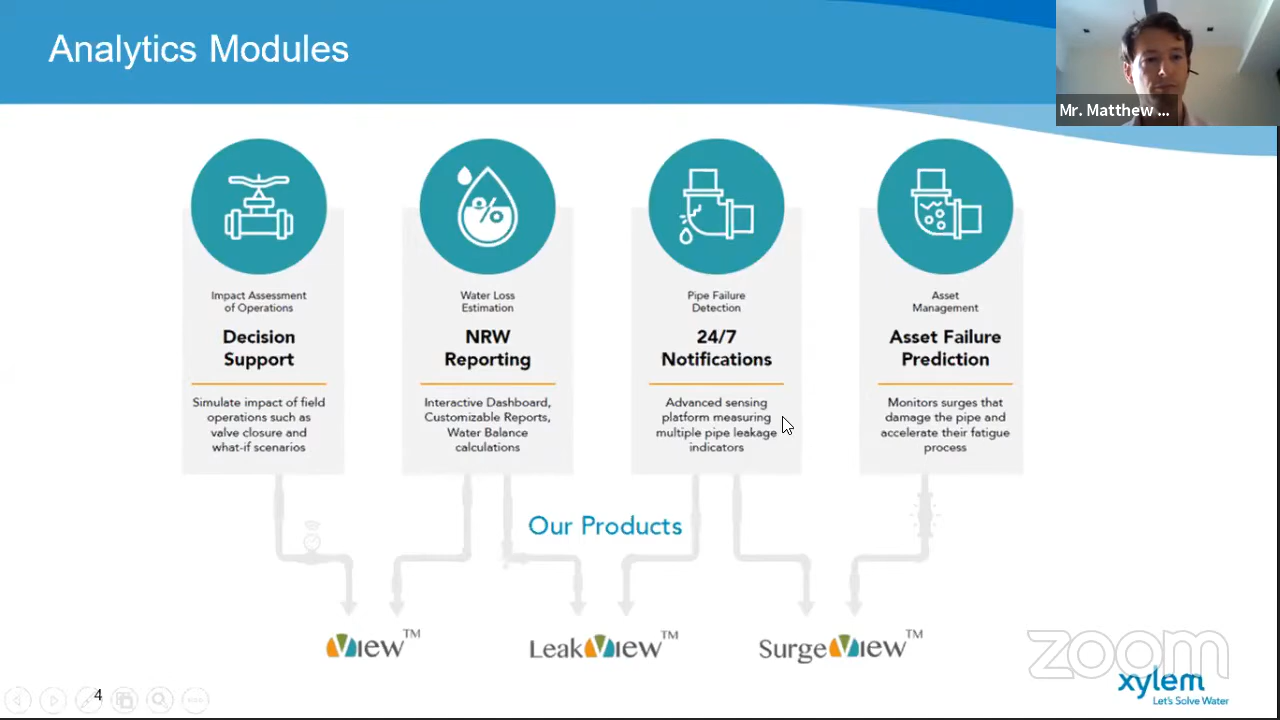 Analytics Modules
Mr. Matthew ...
%
Impact Assessment
of Operations
Decision
Support
Simulate impact of field
operations such as
valve closure and
what-if scenarios
Water Loss
Estimation
NRW
Reporting
Interactive Dashboard,
Customizable Reports,
Water Balance
calculations
Pipe Failure
Detection
24/7
Notifications
Advanced sensing
platform measuring
multiple pipe leakage
indicators
Asset
Management
Asset Failure
Prediction
Monitors surges that
damage the pipe and
accelerate their fatigue
process
Our Products
View™
LeakView™
SurgeView™
zoom
xylem
Let's Solve Water
4